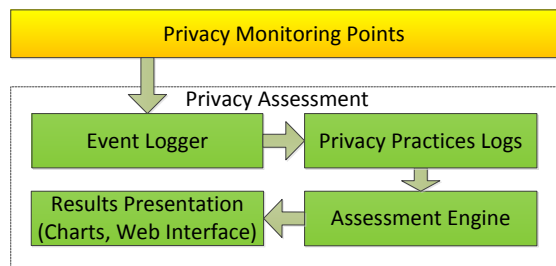 Privacy Monitoring Points
Privacy Assessment
Event Logger
Privacy Practices Logs
Results Presentation
(Charts, Web Interface)
Assessment Engine